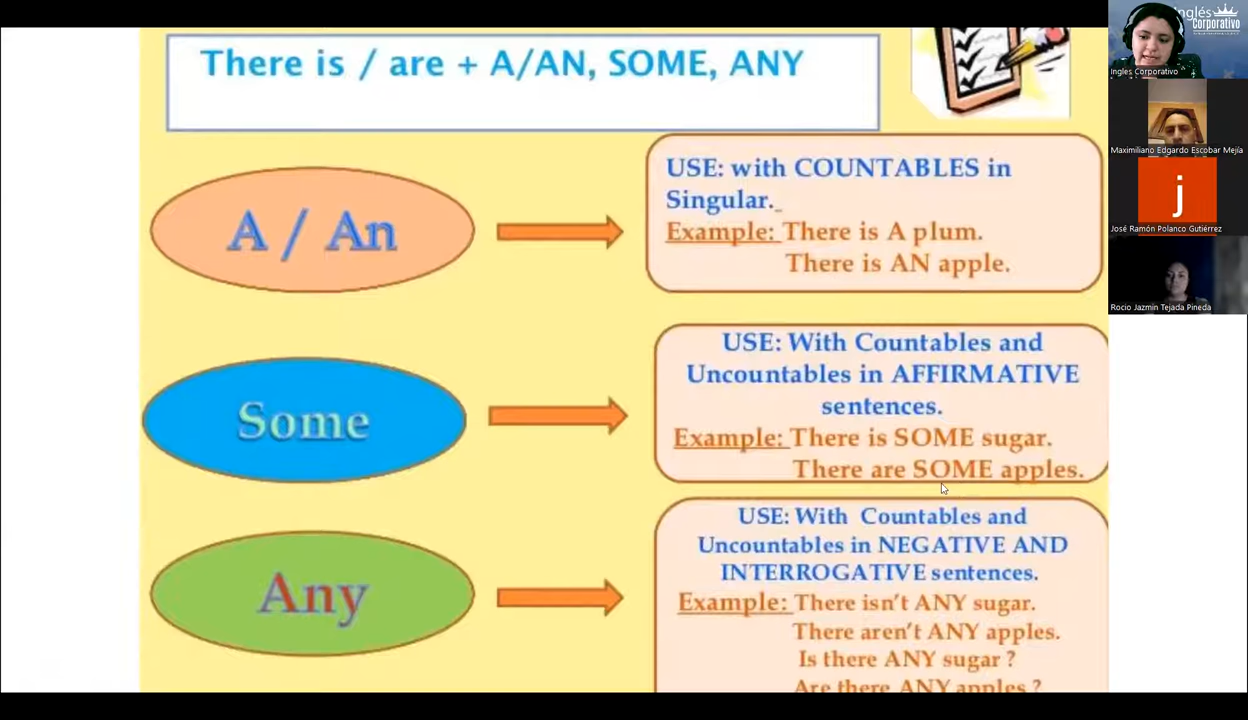 There is / are + A/AN, SOME, ANY
A / An
USE: with COUNTABLES in
Singular.
Example: There is A plum.
There is AN apple.
Some
USE: With Countables and
Uncountables in AFFIRMATIVE
sentences.
Example: There is SOME sugar.
There are SOME apples.
Any
USE: With Countables and
Uncountables in NEGATIVE AND
INTERROGATIVE sentences.
Example: There isn't ANY sugar.
There aren't ANY apples.
Is there ANY sugar ?
Are there ANY apples ?
Inglés
Corporativo
Ingles Corporativo
Maximiliano Edgardo Escobar Mejía
j
José Ramón Polanco Gutiérrez
Rocio Jazmin Tejada Pineda